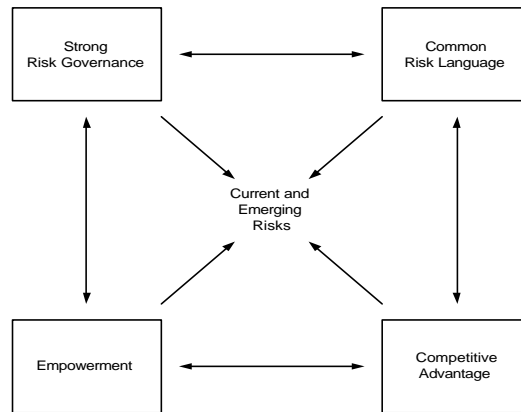 Strong
Risk Governance
Common
Risk Language
Current and
Emerging
Risks
Empowerment
Competitive
Advantage